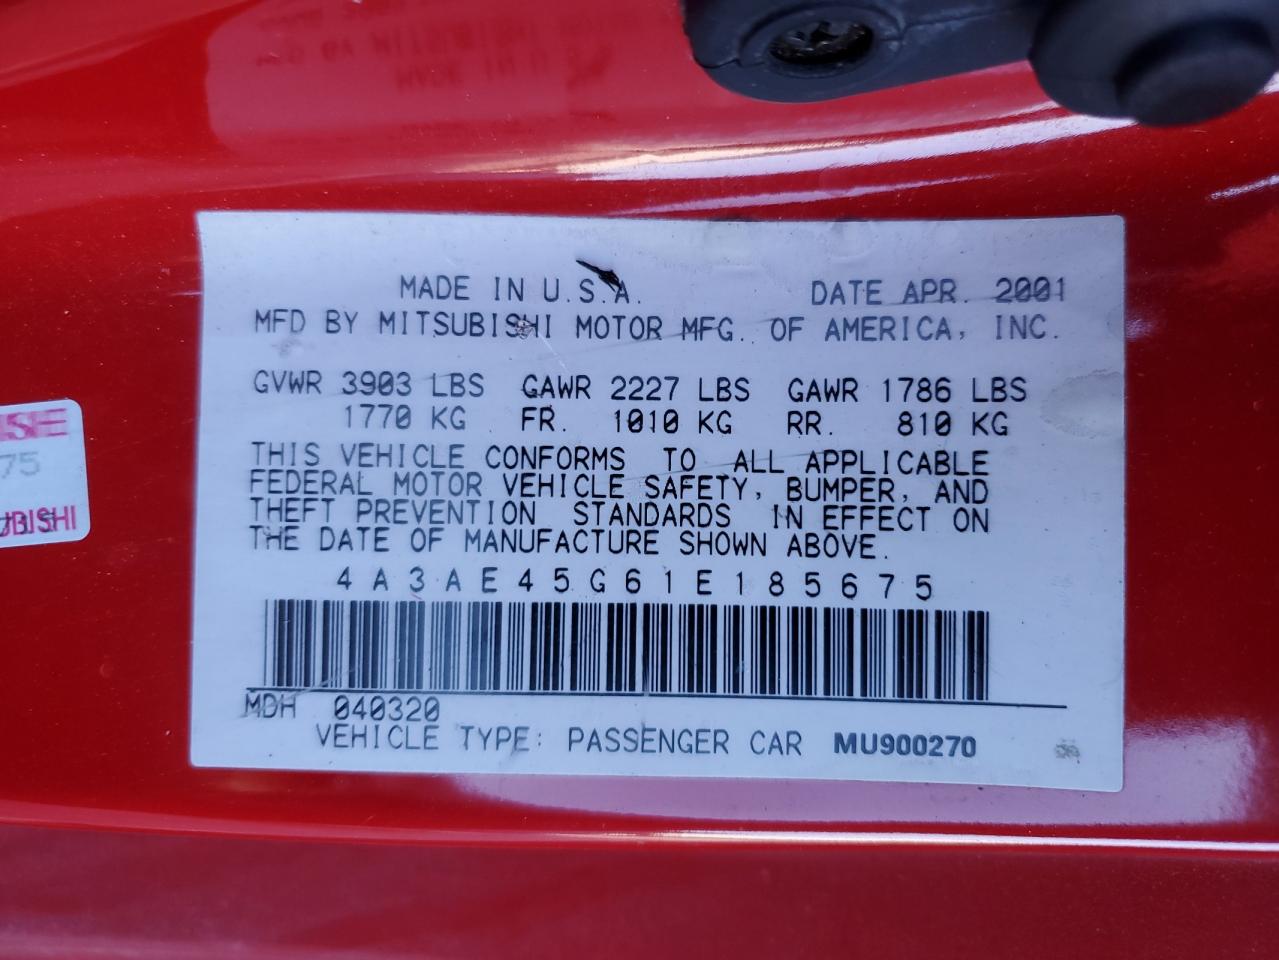 MADE IN U.S.A. DATE APR. 2001
MFD BY MITSUBISHI MOTOR MFG. OF AMERICA, INC.
GVWR 3903 LBS GAWR 2227 LBS GAWR 1786 LBS
1770 KG FR. 1010 KG RR. 810 KG
THIS VEHICLE CONFORMS TO ALL APPLICABLE
FEDERAL MOTOR VEHICLE SAFETY, BUMPER, AND
THEFT PREVENTION STANDARDS IN EFFECT ON
THE DATE OF MANUFACTURE SHOWN ABOVE.
4A3AE45G61E185675
MDH 040320
VEHICLE TYPE: PASSENGER CAR MU900270
75
UBISHI